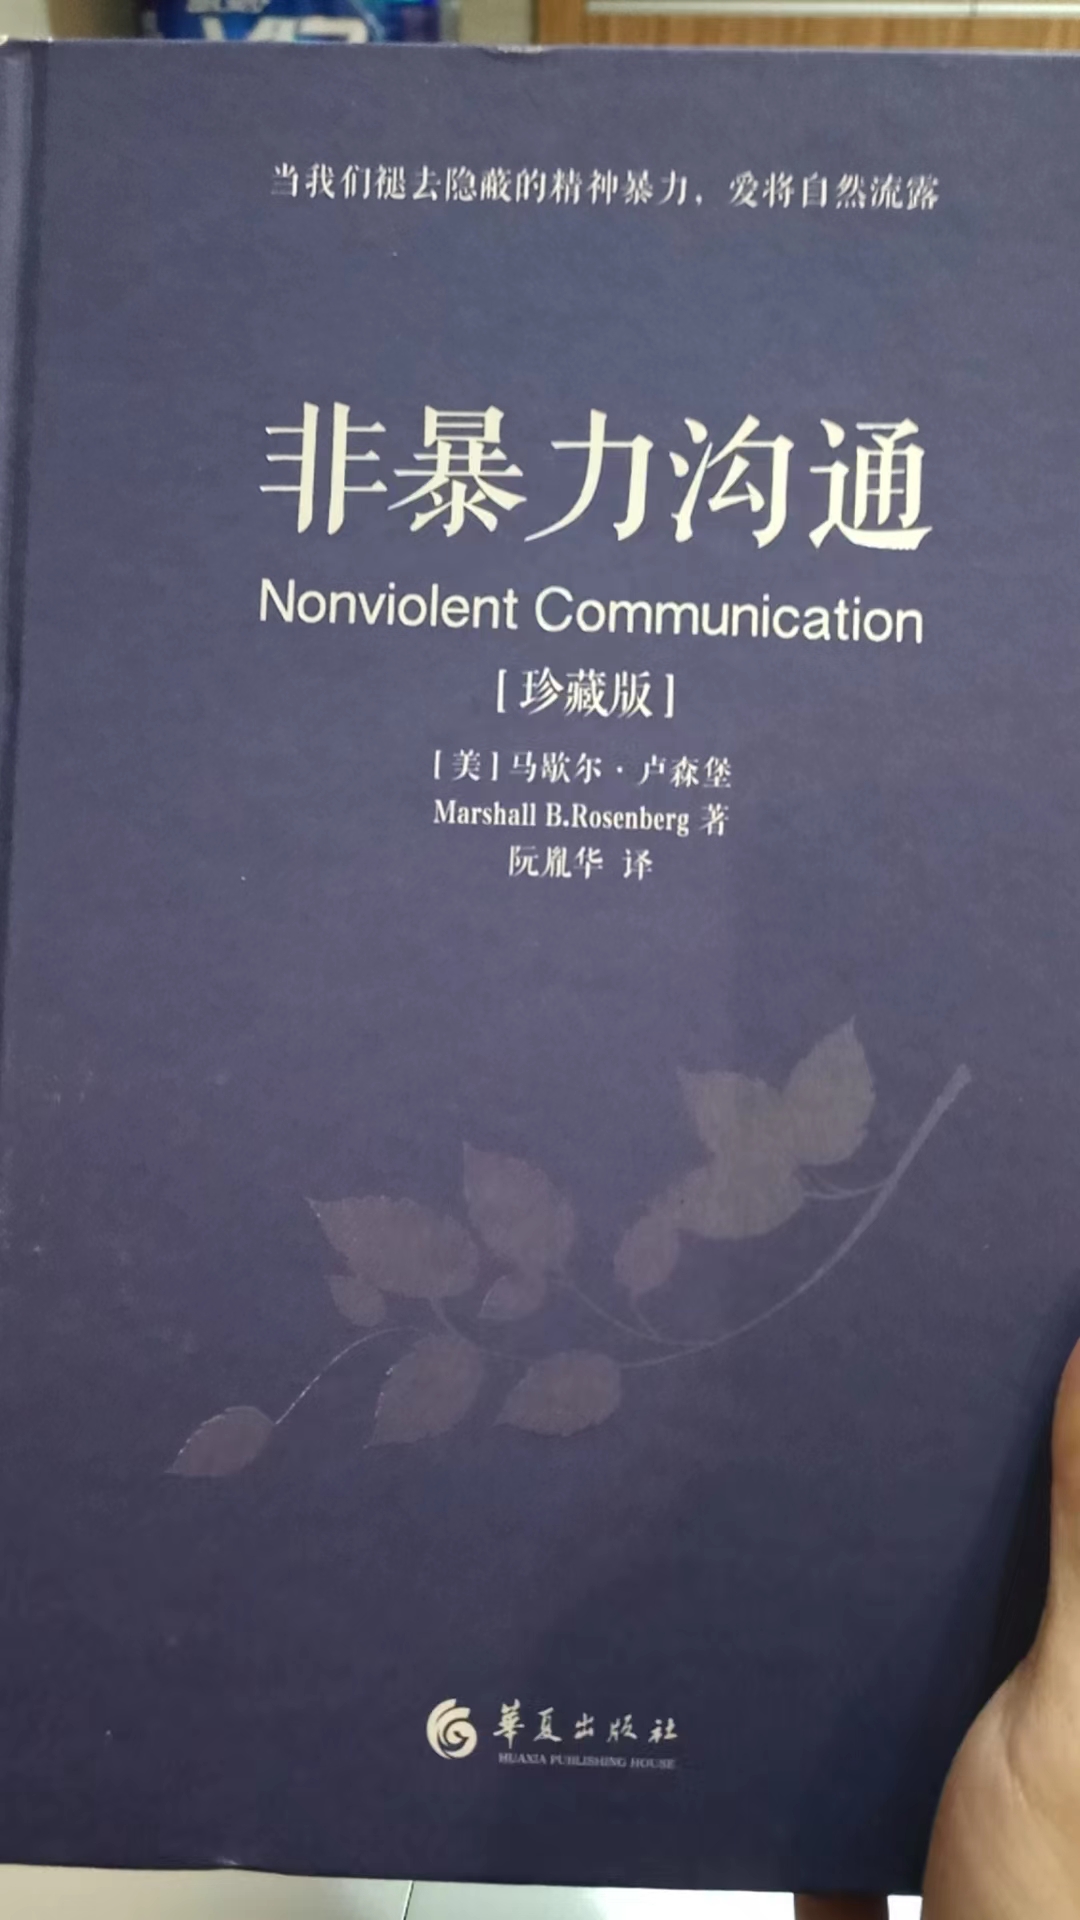 当我们褪去隐蔽的精神暴力，爱将自然流露
非暴力沟通
Nonviolent Communication
[珍藏版]
[美]马歇尔·卢森堡
Marshall B.Rosenberg 著
阮胤华 译
華夏出版社
HUAXIA PUBLISHING HOUSE